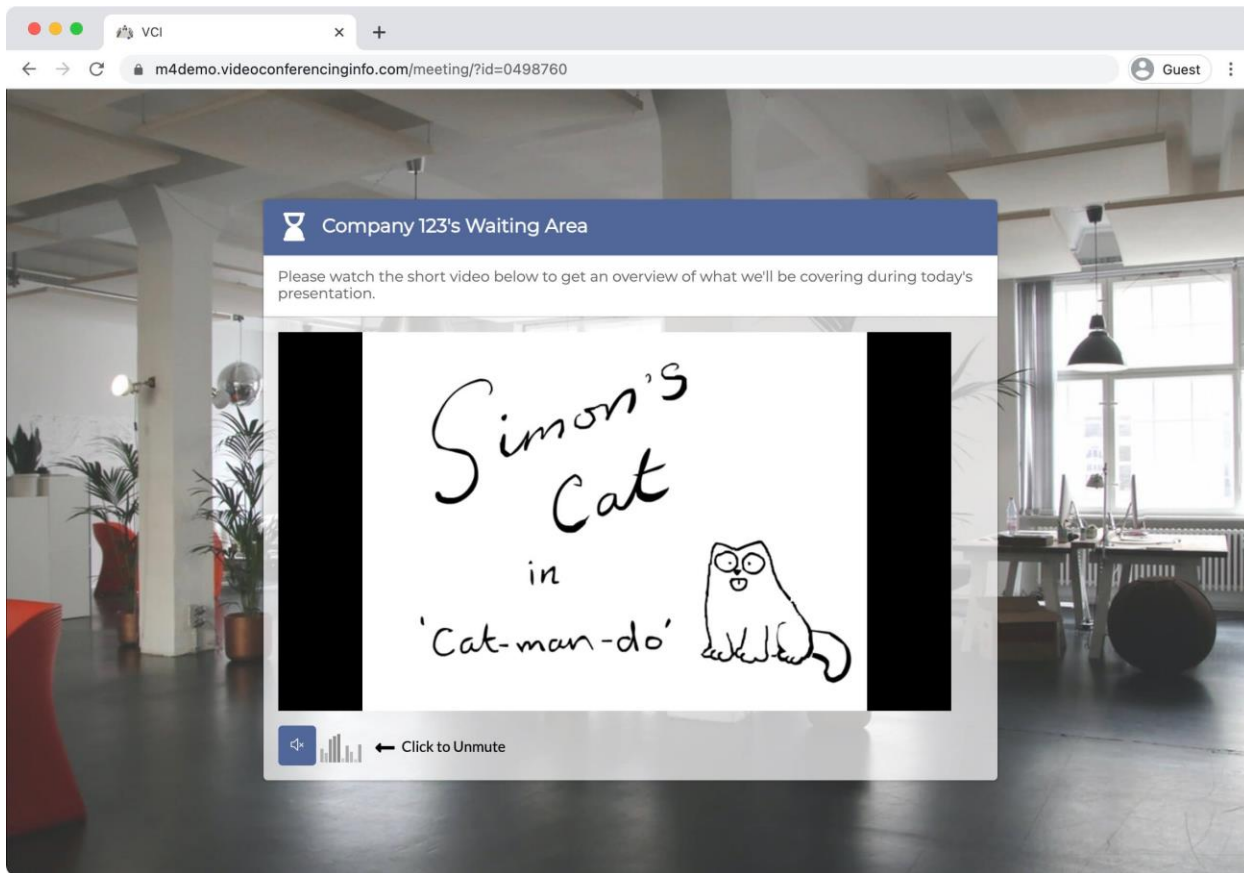 VCI
m4demo.videoconferencinginfo.com/meeting/?id=0498760
Guest
Company 123's Waiting Area
Please watch the short video below to get an overview of what we'll be covering during today's
presentation.
Simon's
Cat
in
'Cat-man-do'
Click to Unmute